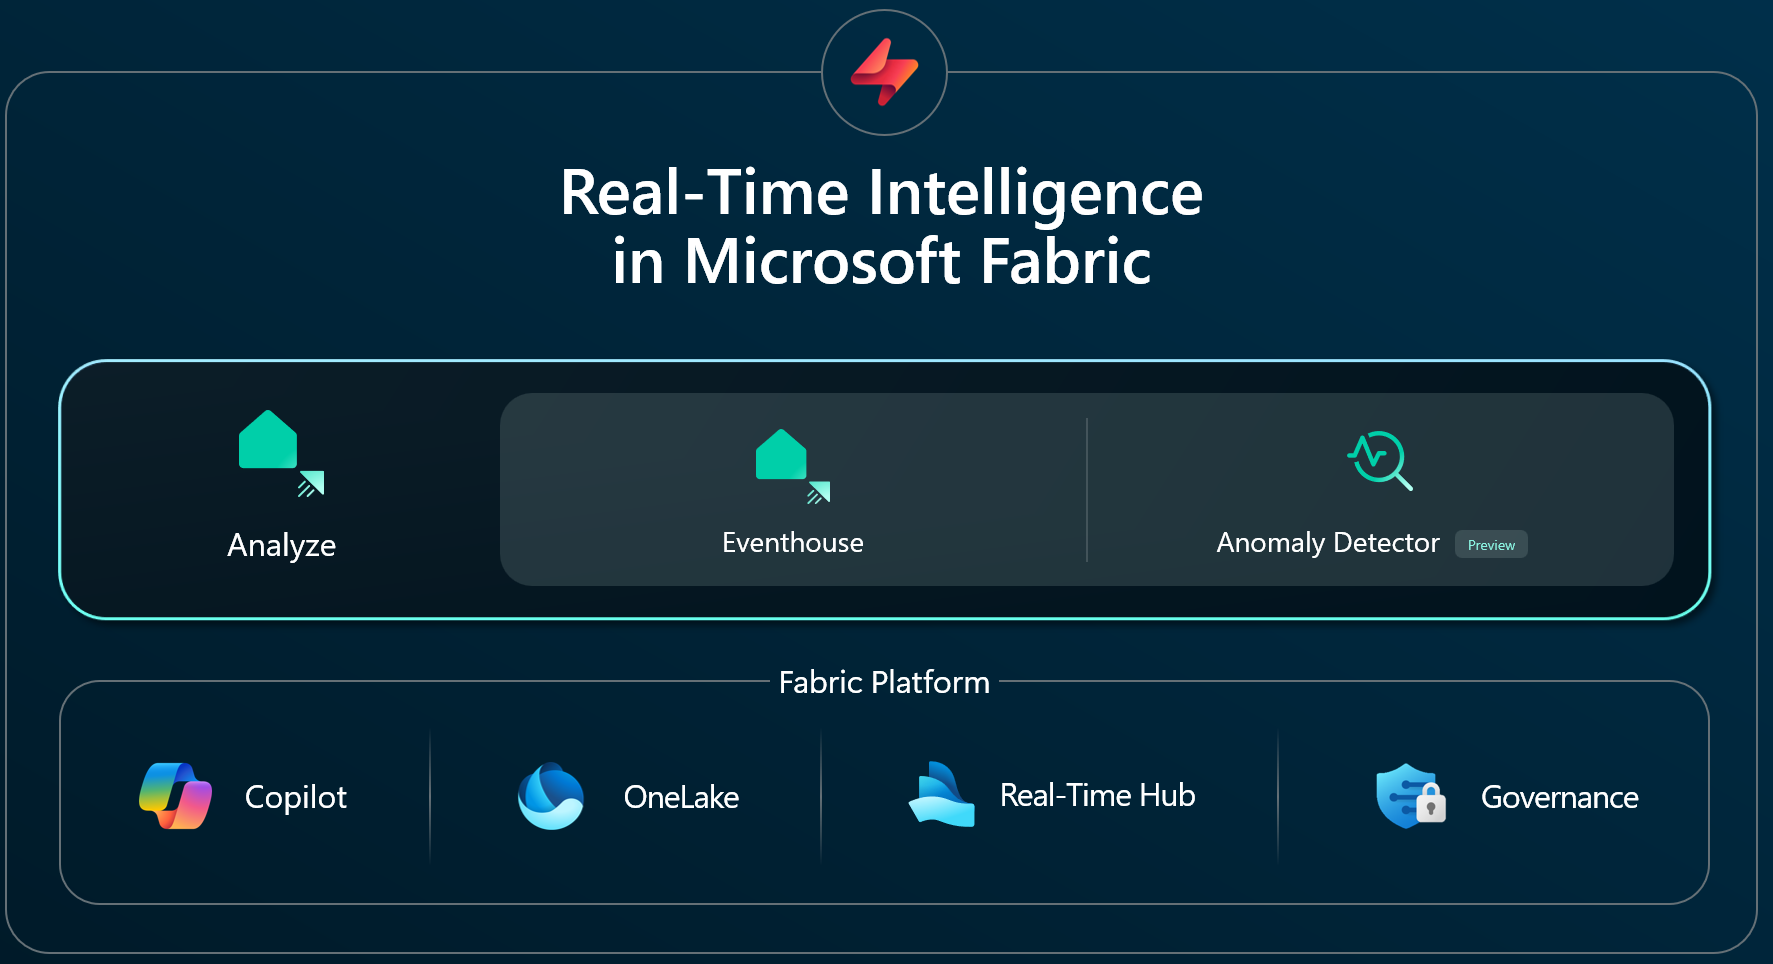 Real-Time Intelligence
in Microsoft Fabric
Analyze
Eventhouse
Anomaly Detector Preview
Fabric Platform
Copilot
OneLake
Real-Time Hub
Governance